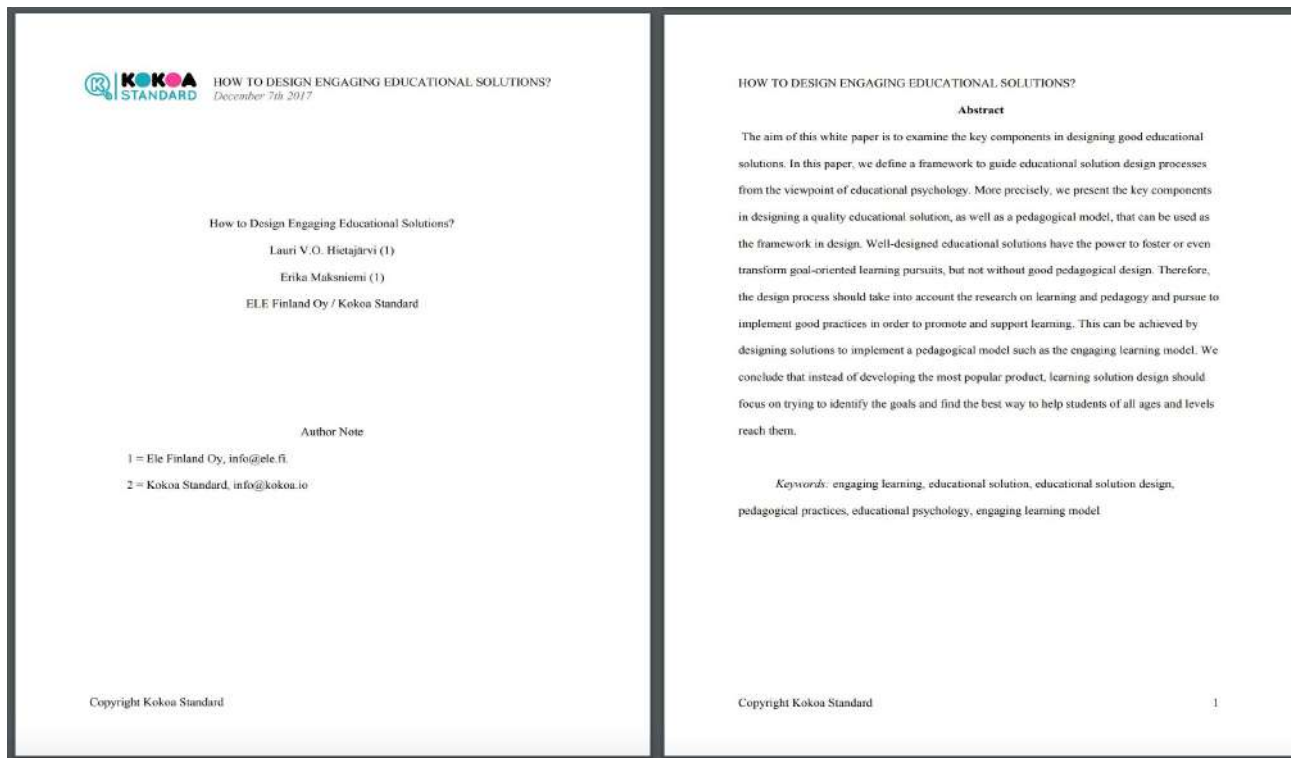 KOKOA
STANDARD
HOW TO DESIGN ENGAGING EDUCATIONAL SOLUTIONS?
December 7th 2017
How to Design Engaging Educational Solutions?
Lauri V.O. Hietajärvi (1)
Erika Maksniemi (1)
ELE Finland Oy / Kokoa Standard
Author Note
1 = Ele Finland Oy, info@ele.fi.
2 = Kokoa Standard, info@kokoa.io
Copyright Kokoa Standard
HOW TO DESIGN ENGAGING EDUCATIONAL SOLUTIONS?
Abstract
The aim of this white paper is to examine the key components in designing good educational
solutions. In this paper, we define a framework to guide educational solution design processes
from the viewpoint of educational psychology. More precisely, we present the key components
in designing a quality educational solution, as well as a pedagogical model, that can be used as
the framework in design. Well-designed educational solutions have the power to foster or even
transform goal-oriented learning pursuits, but not without good pedagogical design. Therefore,
the design process should take into account the research on learning and pedagogy and pursue to
implement good practices in order to promote and support learning. This can be achieved by
designing solutions to implement a pedagogical model such as the engaging learning model. We
conclude that instead of developing the most popular product, learning solution design should
focus on trying to identify the goals and find the best way to help students of all ages and levels
reach them.
Keywords: engaging learning, educational solution, educational solution design,
pedagogical practices, educational psychology, engaging learning model
Copyright Kokoa Standard
1